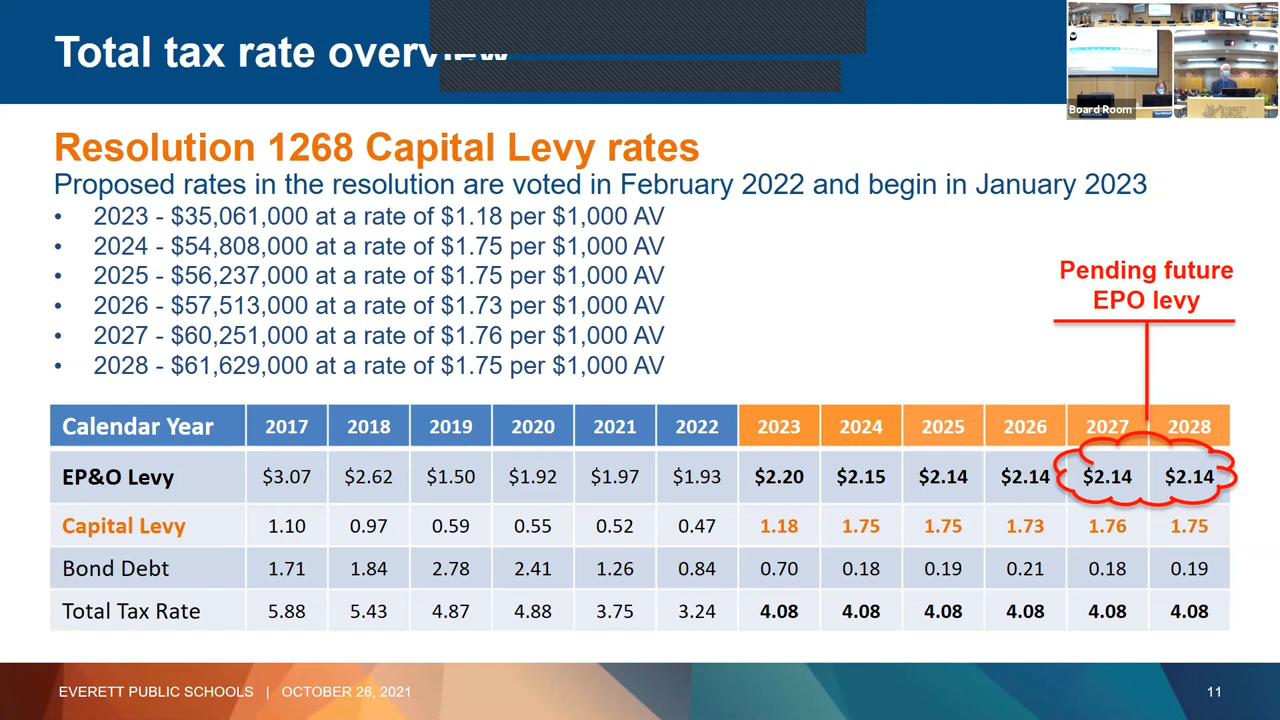 Total tax rate overview
Board Room
Resolution 1268 Capital Levy rates
Proposed rates in the resolution are voted in February 2022 and begin in January 2023
• 2023 - $35,061,000 at a rate of $1.18 per $1,000 AV
• 2024 - $54,808,000 at a rate of $1.75 per $1,000 AV
• 2025 - $56,237,000 at a rate of $1.75 per $1,000 AV
• 2026 - $57,513,000 at a rate of $1.73 per $1,000 AV
• 2027 - $60,251,000 at a rate of $1.76 per $1,000 AV
• 2028 - $61,629,000 at a rate of $1.75 per $1,000 AV
Pending future
EPO levy
Calendar Year 2017 2018 2019 2020 2021 2022 2023 2024 2025 2026 2027 2028
EP&O Levy $3.07 $2.62 $1.50 $1.92 $1.97 $1.93 $2.20 $2.15 $2.14 $2.14 $2.14 $2.14
Capital Levy 1.10 0.97 0.59 0.55 0.52 0.47 1.18 1.75 1.75 1.73 1.76 1.75
Bond Debt 1.71 1.84 2.78 2.41 1.26 0.84 0.70 0.18 0.19 0.21 0.18 0.19
Total Tax Rate 5.88 5.43 4.87 4.88 3.75 3.24 4.08 4.08 4.08 4.08 4.08 4.08
EVERETT PUBLIC SCHOOLS | OCTOBER 26, 2021
11